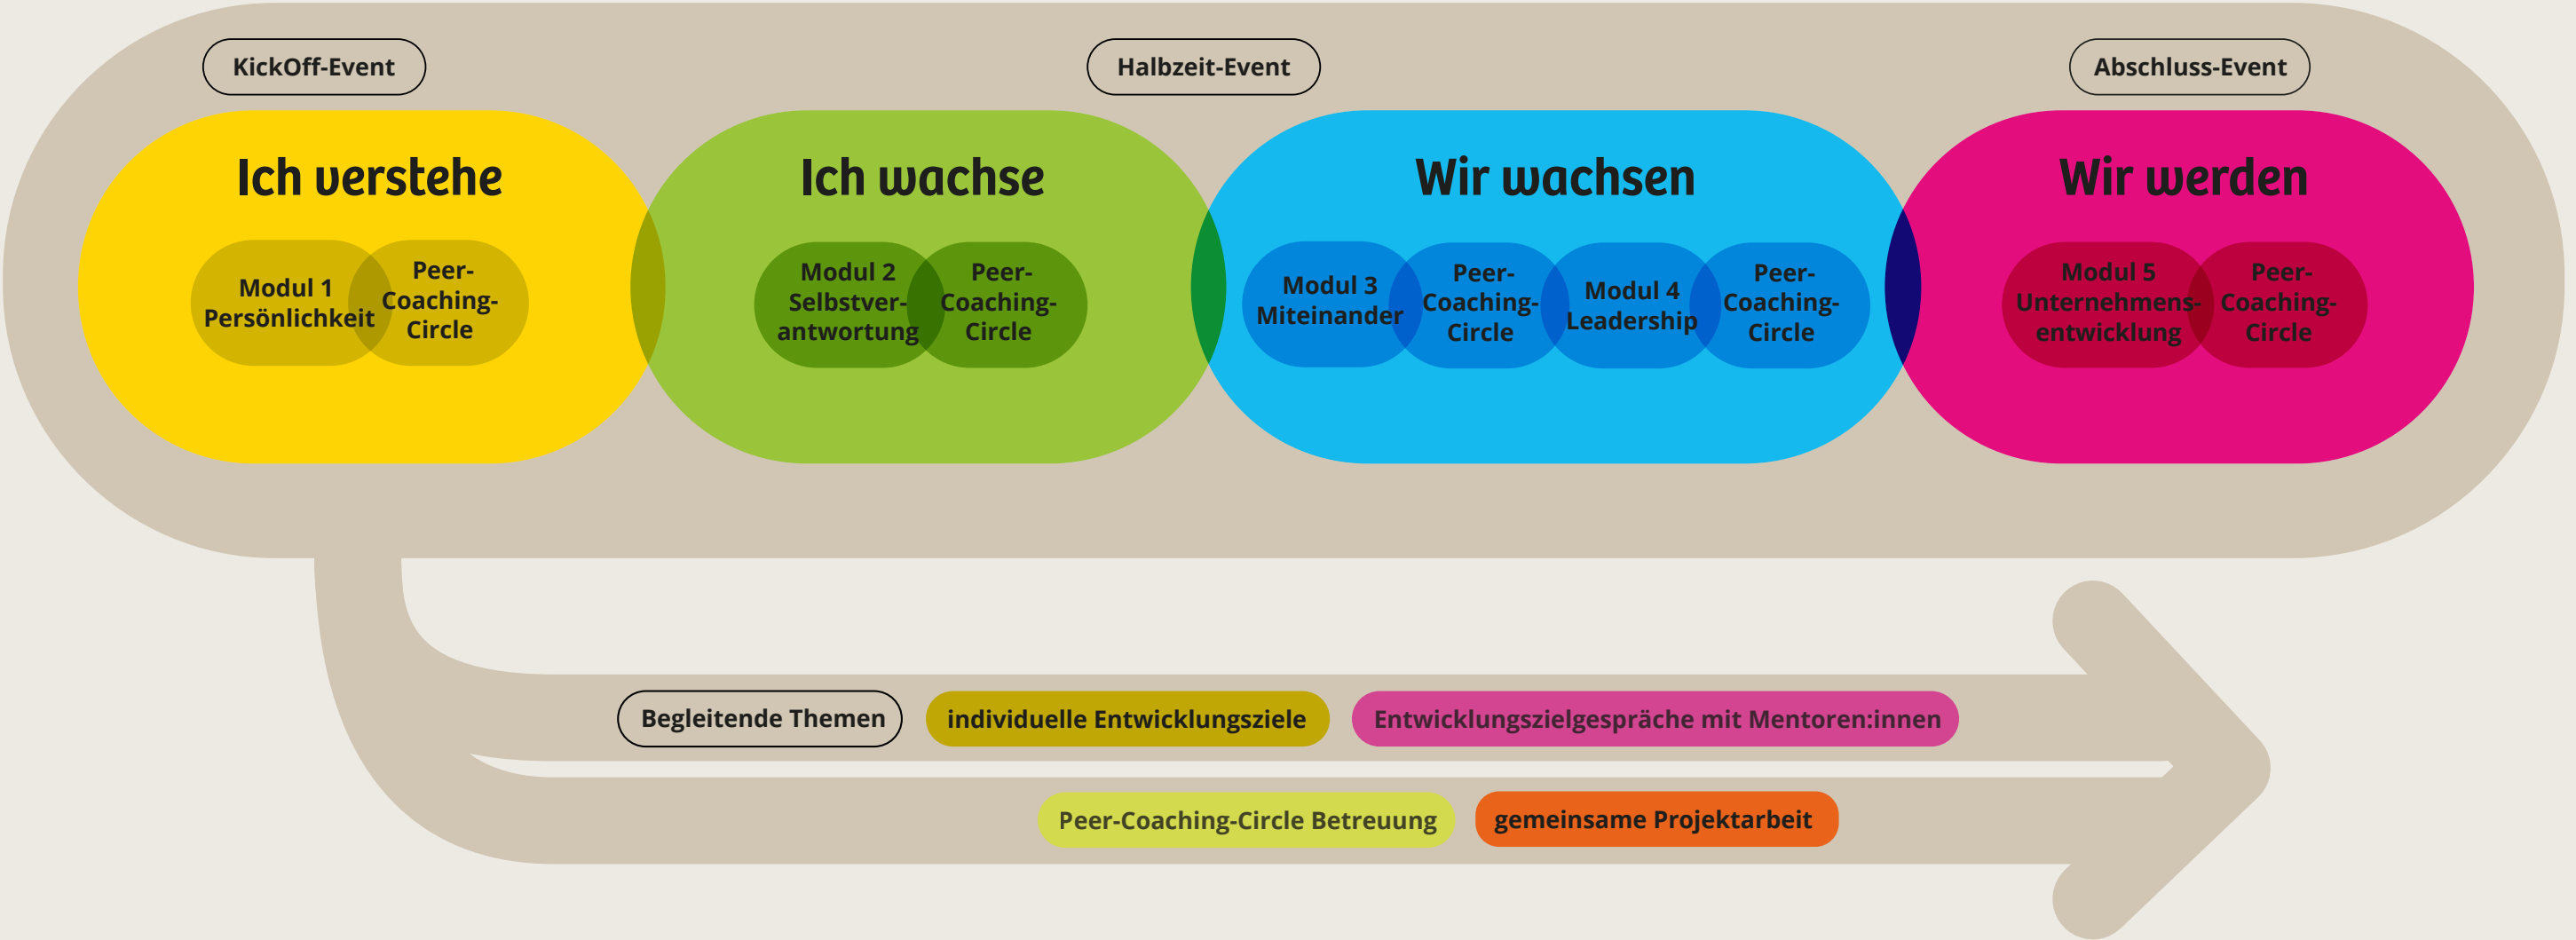 KickOff-Event
Halbzeit-Event
Abschluss-Event
Ich verstehe
Modul 1
Persönlichkeit
Peer-
Coaching-
Circle
Ich wachse
Modul 2
Selbstver-
antwortung
Peer-
Coaching-
Circle
Wir wachsen
Modul 3
Miteinander
Peer-
Coaching-
Circle
Modul 4
Leadership
Peer-
Coaching-
Circle
Wir werden
Modul 5
Unternehmens-
entwicklung
Peer-
Coaching-
Circle
Begleitende Themen
individuelle Entwicklungsziele
Entwicklungszielgespräche mit Mentoren:innen
Peer-Coaching-Circle Betreuung
gemeinsame Projektarbeit